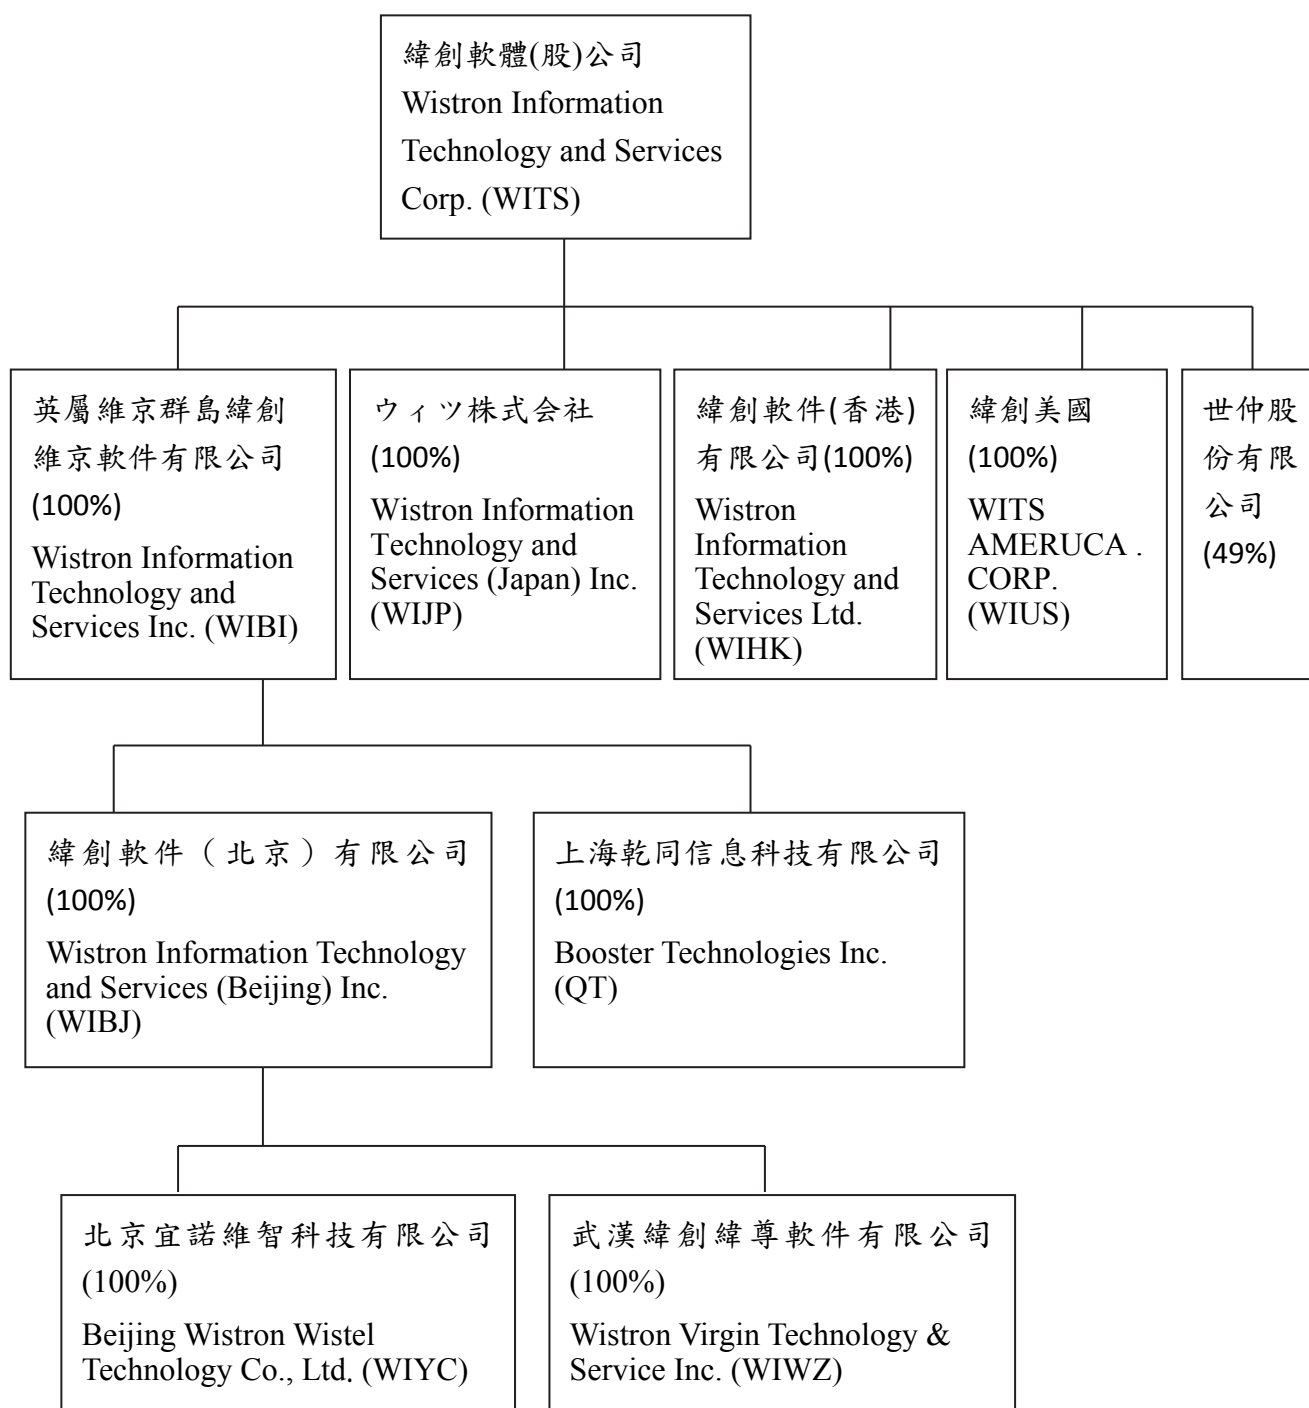 緯創軟體(股)公司
Wistron Information
Technology and Services
Corp. (WITS)
英屬維京群島緯創
維京軟件有限公司
(100%)
Wistron Information
Technology and
Services Inc. (WIBI)
ウィツ株式会社
(100%)
Wistron Information
Technology and
Services (Japan) Inc.
(WIJP)
緯創軟件(香港)
有限公司(100%)
Wistron
Information
Technology and
Services Ltd.
(WIHK)
緯創美國
(100%)
WITS
AMERUCA .
CORP.
(WIUS)
世仲股
份有限
公司
(49%)
緯創軟件（北京）有限公司
(100%)
Wistron Information Technology
and Services (Beijing) Inc.
(WIBJ)
上海乾同信息科技有限公司
(100%)
Booster Technologies Inc.
(QT)
北京宜諾維智科技有限公司
(100%)
Beijing Wistron Wistel
Technology Co., Ltd. (WIYC)
武漢緯創緯尊軟件有限公司
(100%)
Wistron Virgin Technology &
Service Inc. (WIWZ)